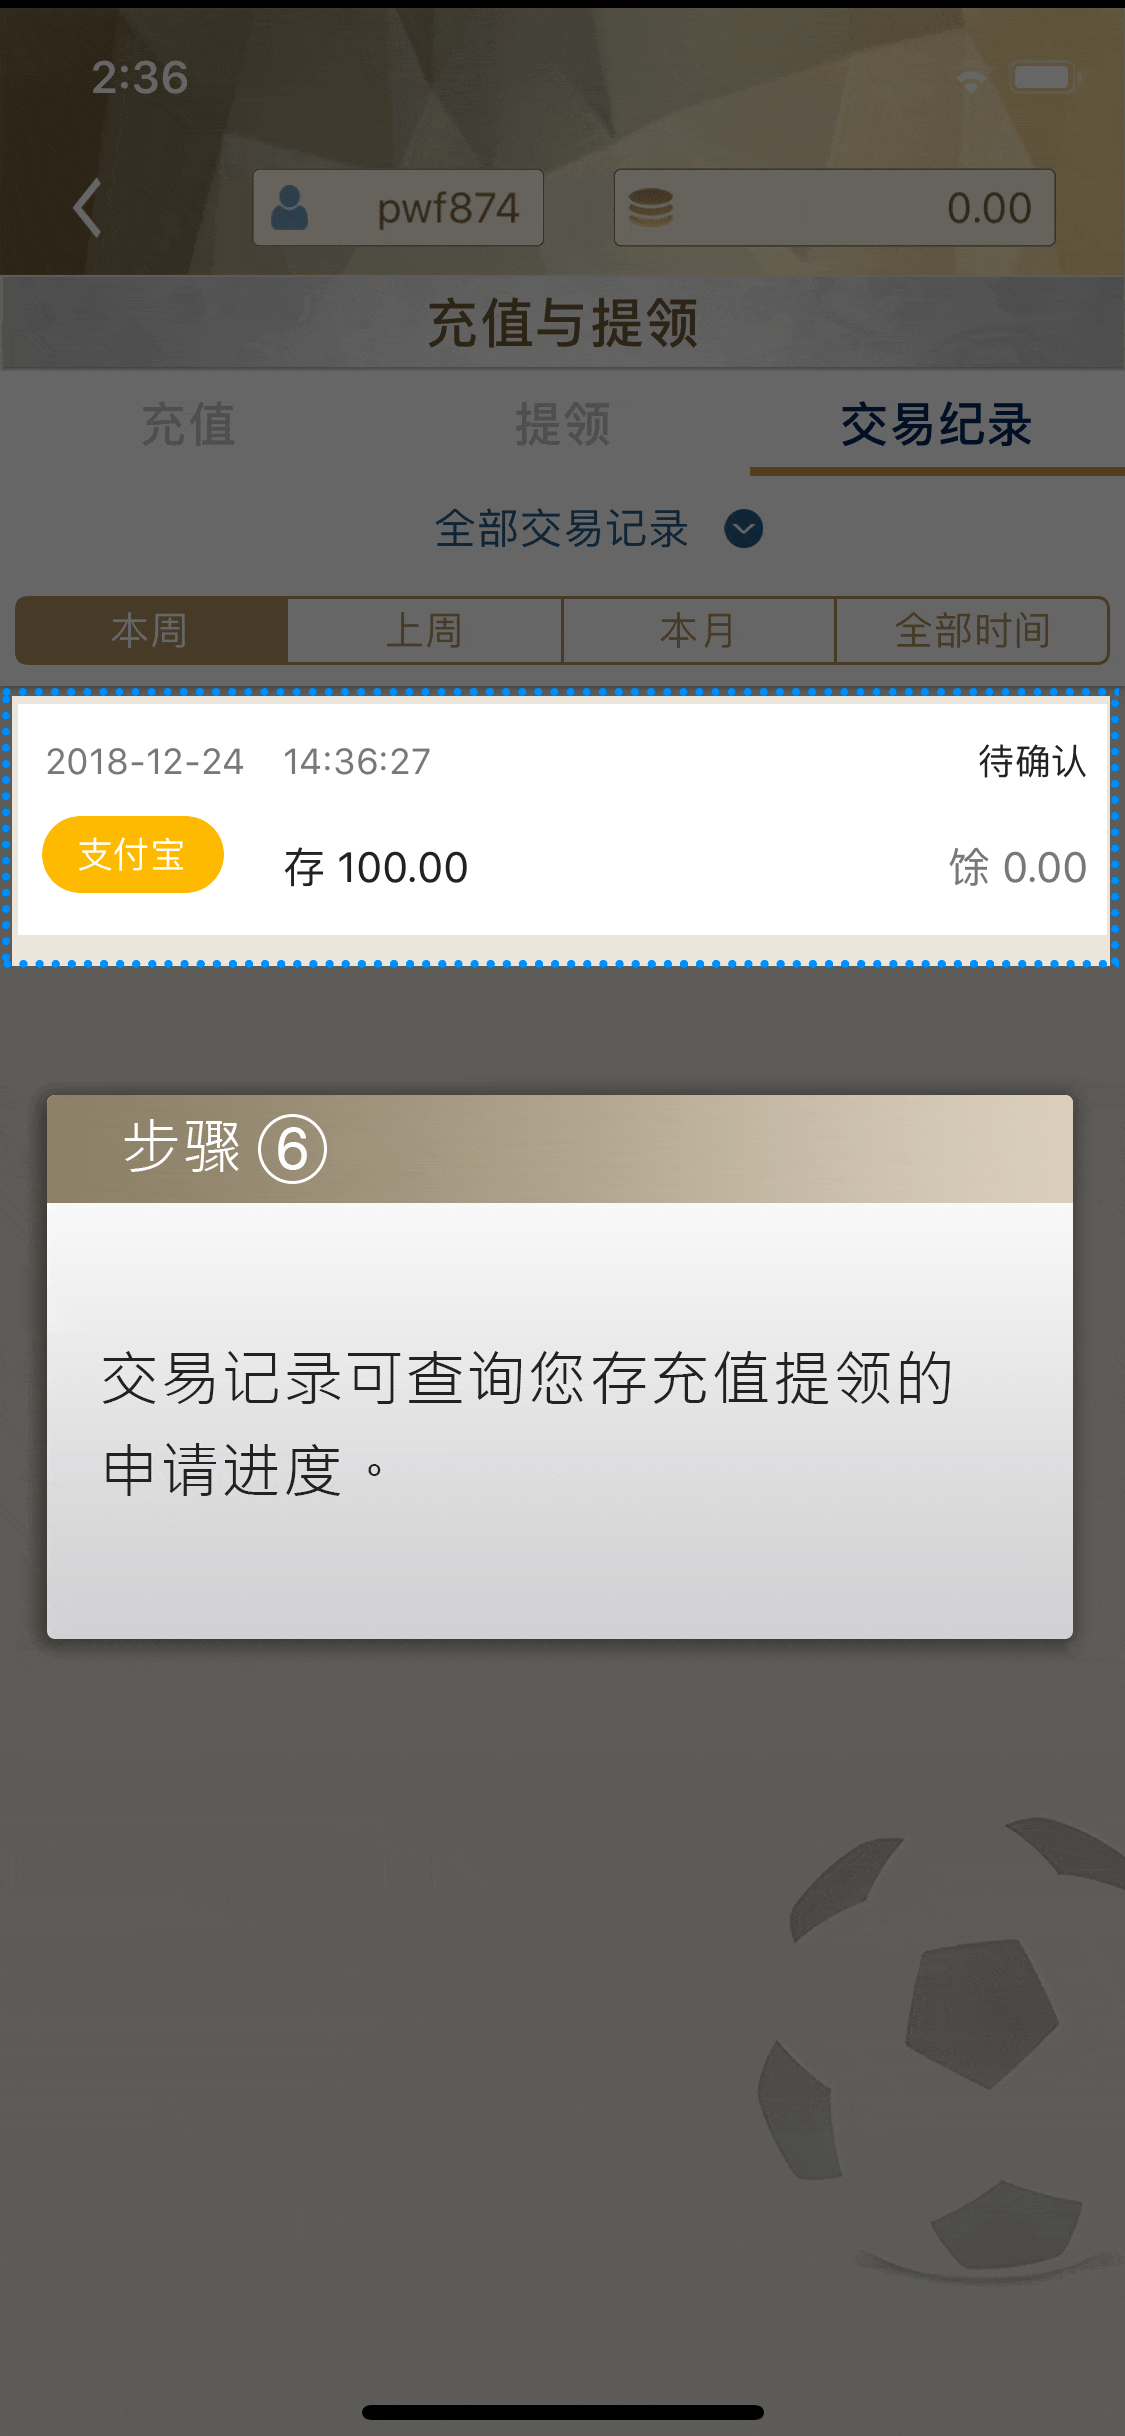 2:36
pwf874 0.00
充值与提领
充值 提领 交易纪录
全部交易记录
本周 上周 本月 全部时间
2018-12-24 14:36:27 待确认
支付宝 存 100.00 馀 0.00
步骤 ⑥
交易记录可查询您存充值提领的
申请进度。